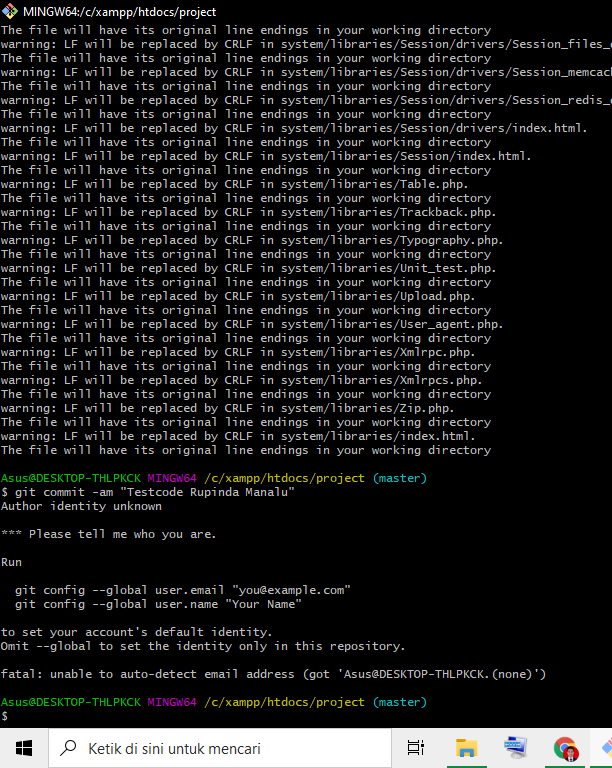 MINGW64:/c/xampp/htdocs/project
The file will have its original line endings in your working directory
warning: LF will be replaced by CRLF in system/libraries/Session/drivers/Session_files_
The file will have its original line endings in your working directory
warning: LF will be replaced by CRLF in system/libraries/Session/drivers/Session_memcac
The file will have its original line endings in your working directory
warning: LF will be replaced by CRLF in system/libraries/Session/drivers/Session_redis_
The file will have its original line endings in your working directory
warning: LF will be replaced by CRLF in system/libraries/Session/drivers/index.html.
The file will have its original line endings in your working directory
warning: LF will be replaced by CRLF in system/libraries/Session/index.html.
The file will have its original line endings in your working directory
warning: LF will be replaced by CRLF in system/libraries/Table.php.
The file will have its original line endings in your working directory
warning: LF will be replaced by CRLF in system/libraries/Trackback.php.
The file will have its original line endings in your working directory
warning: LF will be replaced by CRLF in system/libraries/Typography.php.
The file will have its original line endings in your working directory
warning: LF will be replaced by CRLF in system/libraries/Unit_test.php.
The file will have its original line endings in your working directory
warning: LF will be replaced by CRLF in system/libraries/Upload.php.
The file will have its original line endings in your working directory
warning: LF will be replaced by CRLF in system/libraries/User_agent.php.
The file will have its original line endings in your working directory
warning: LF will be replaced by CRLF in system/libraries/Xmlrpc.php.
The file will have its original line endings in your working directory
warning: LF will be replaced by CRLF in system/libraries/Xmlrpcs.php.
The file will have its original line endings in your working directory
warning: LF will be replaced by CRLF in system/libraries/Zip.php.
The file will have its original line endings in your working directory
warning: LF will be replaced by CRLF in system/libraries/index.html.
The file will have its original line endings in your working directory
Asus@DESKTOP-THLPKCK MINGW64 /c/xampp/htdocs/project (master)
$ git commit -am "Testcode Rupinda Manalu"
Author identity unknown
*** Please tell me who you are.
Run
git config --global user.email "you@example.com"
git config --global user.name "Your Name"
to set your account's default identity.
Omit --global to set the identity only in this repository.
fatal: unable to auto-detect email address (got 'Asus@DESKTOP-THLPKCK.(none)')
Asus@DESKTOP-THLPKCK MINGW64 /c/xampp/htdocs/project (master)
$
Ketik di sini untuk mencari